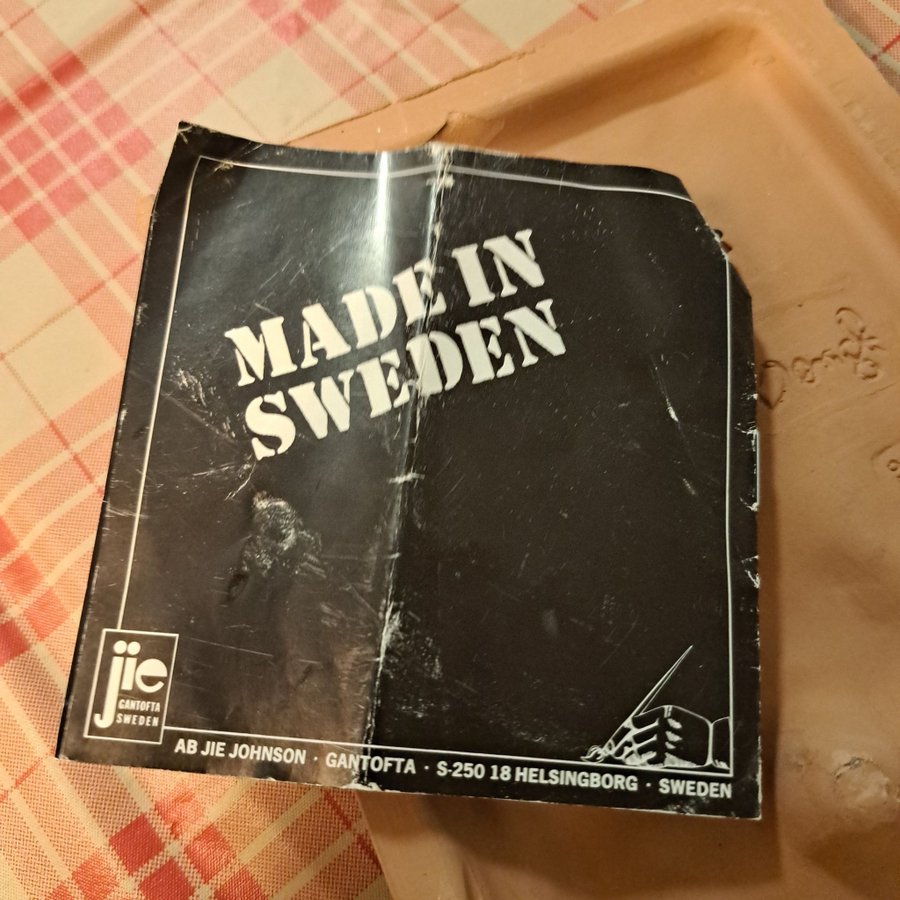 MADE IN
SWEDEN
jie
GANTOFTA
SWEDEN
AB JIE JOHNSON · GANTOFTA · S-250 18 HELSINGBORG · SWEDEN